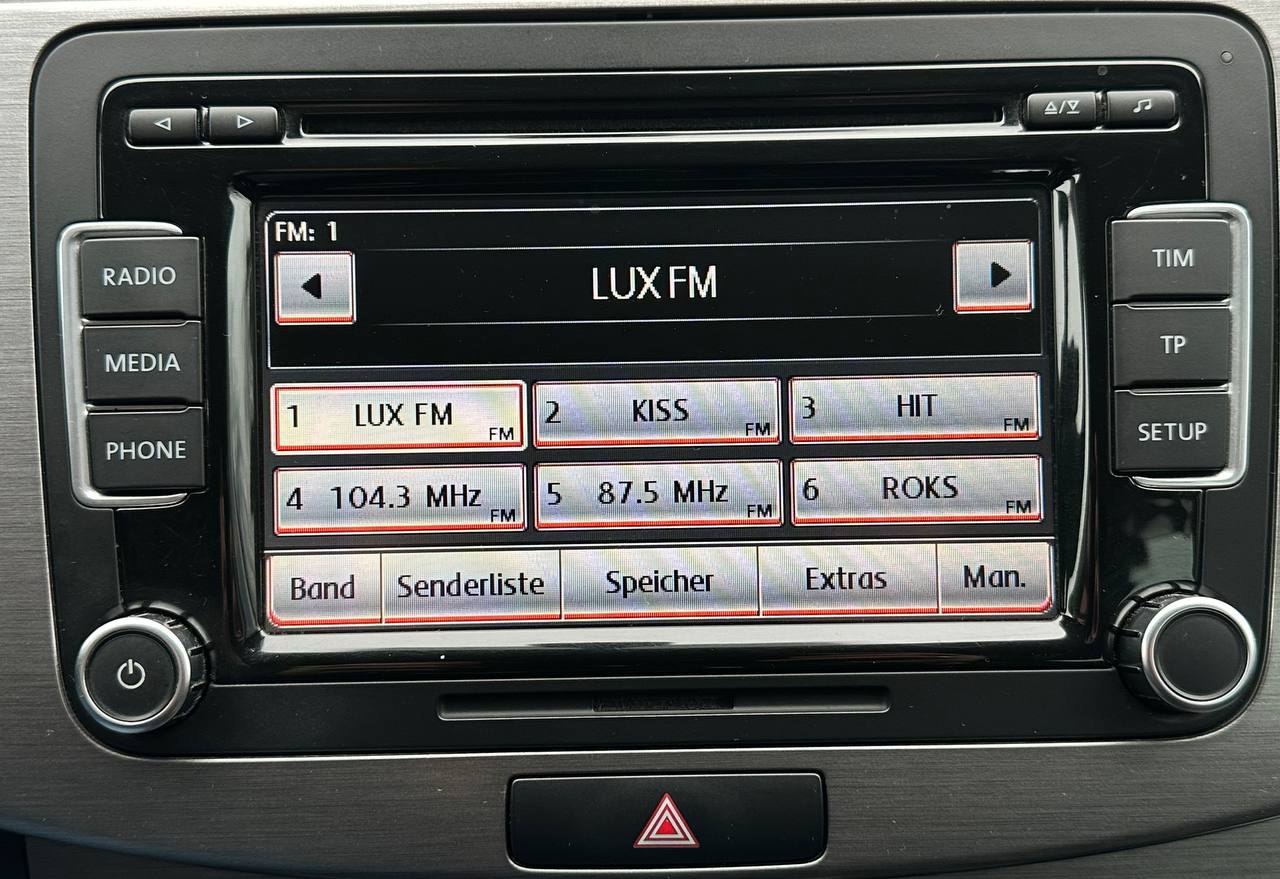 RADIO
MEDIA
PHONE
FM: 1
LUX FM
1 LUX FM FM
2 KISS FM
3 HIT FM
4 104.3 MHz FM
5 87.5 MHz FM
6 ROKS FM
Band Senderliste Speicher Extras Man.
TIM
TP
SETUP